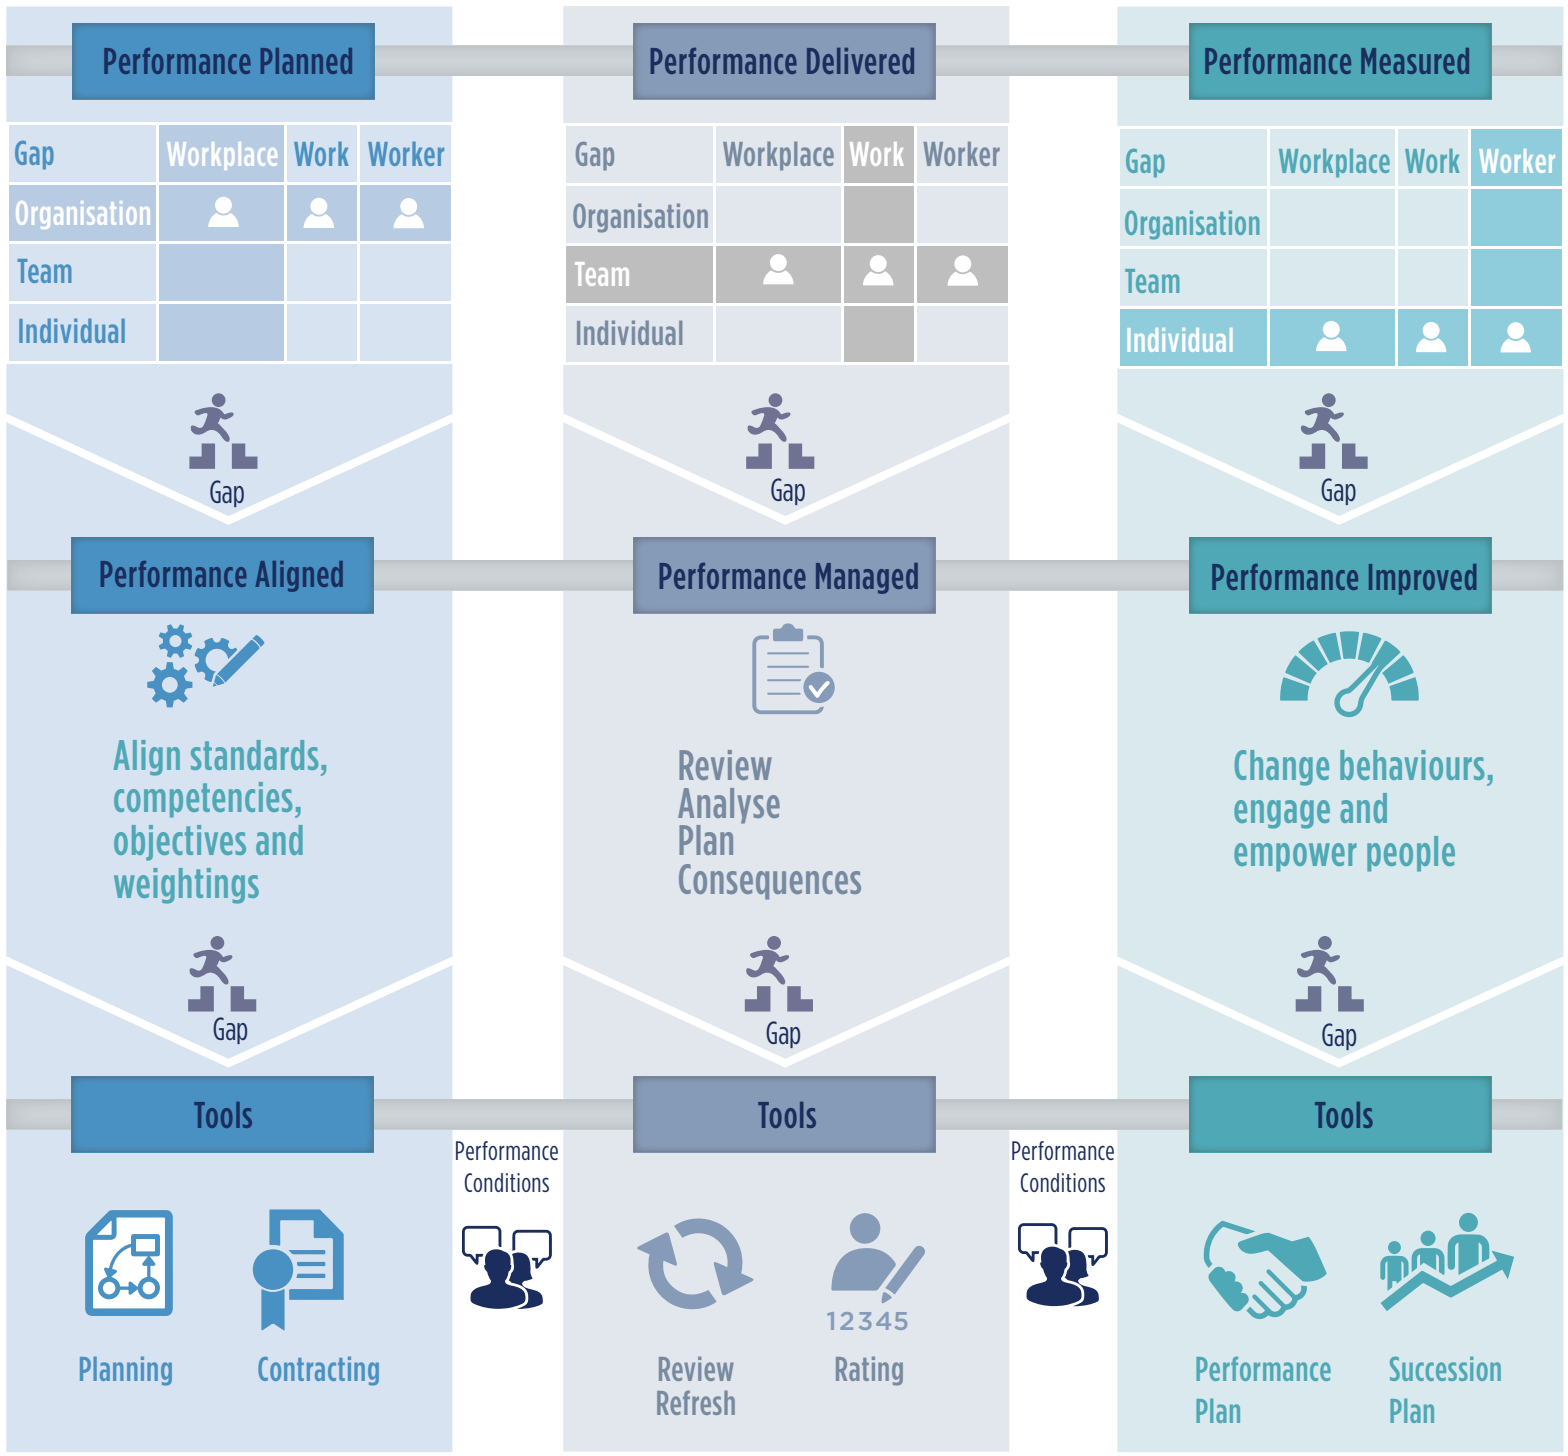 Performance Planned
Performance Delivered
Performance Measured
Gap Workplace Work Worker
Organisation
Team
Individual
Gap Workplace Work Worker
Organisation
Team
Individual
Gap Workplace Work Worker
Organisation
Team
Individual
Gap
Gap
Gap
Performance Aligned
Performance Managed
Performance Improved
Align standards,
competencies,
objectives and
weightings
Review
Analyse
Plan
Consequences
Change behaviours,
engage and
empower people
Gap
Gap
Gap
Tools
Tools
Tools
Planning
Contracting
Performance
Conditions
12345
Review
Refresh
Rating
Performance
Conditions
Performance
Plan
Succession
Plan